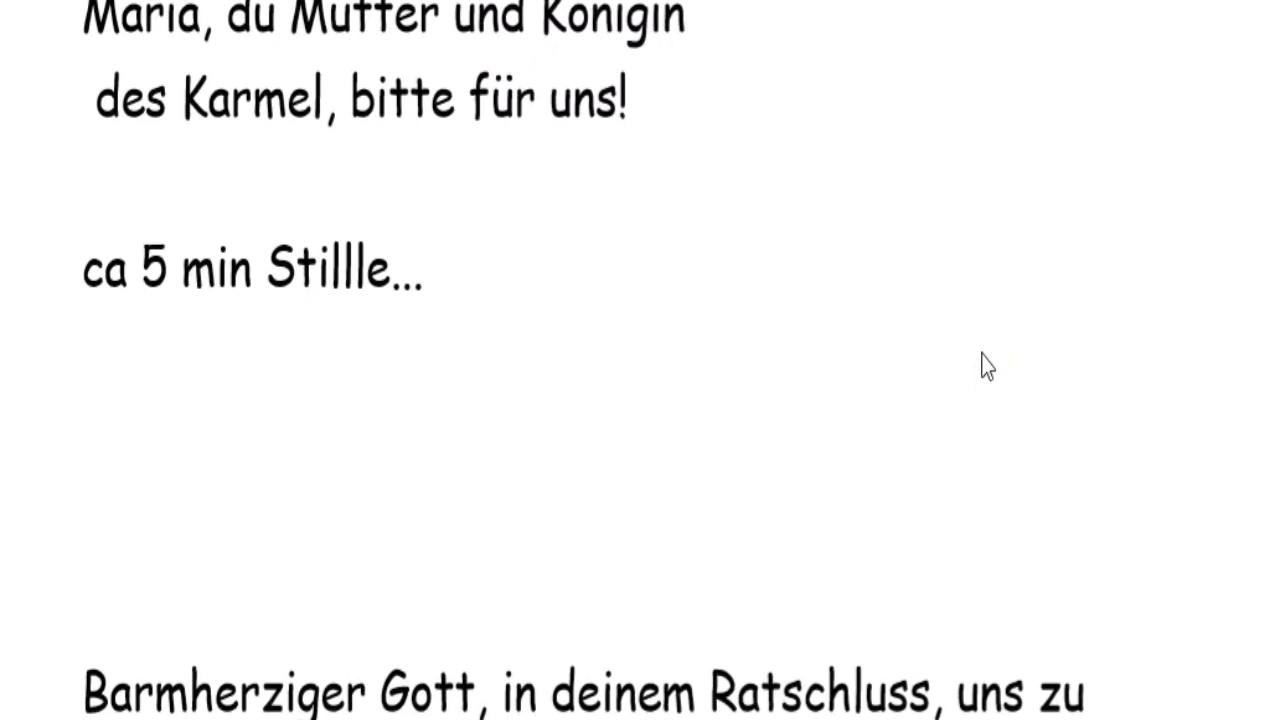 Maria, du Mutter und Königin
des Karmel, bitte für uns!
ca 5 min Stillle...
Barmherziger Gott, in deinem Ratschluss, uns zu